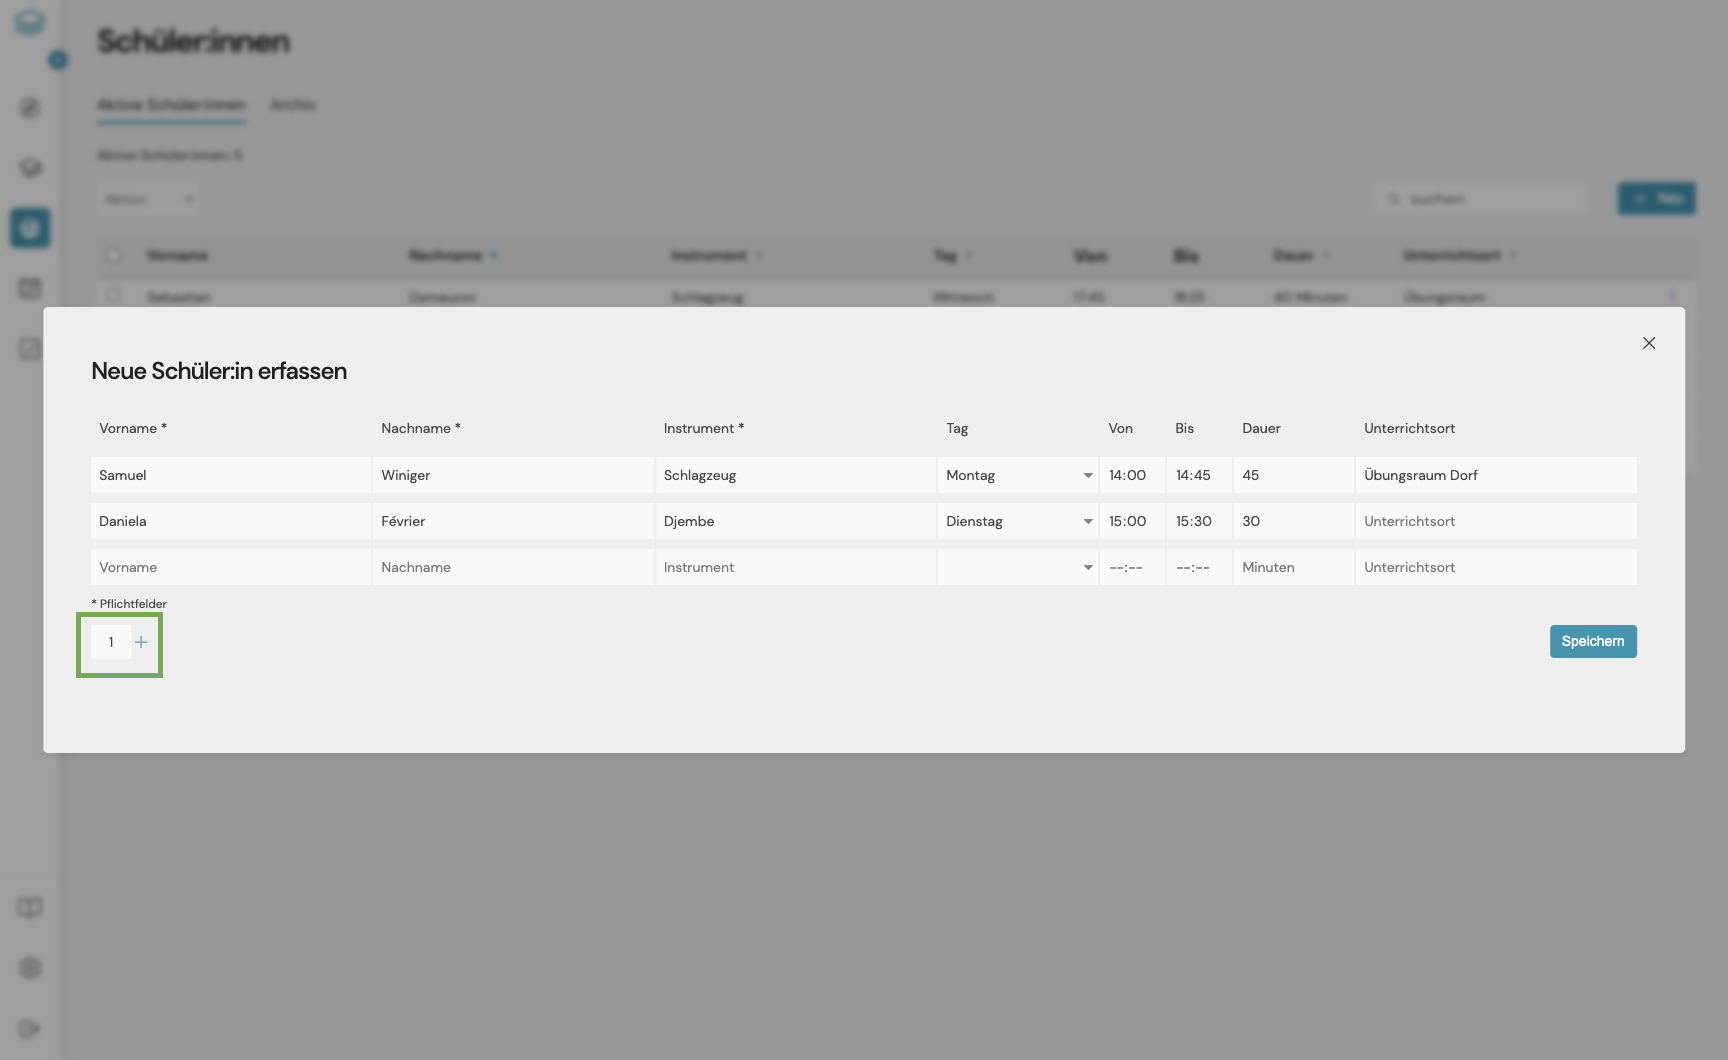 Schüler:innen
Aktive Schüler:innen Archiv
Aktive Schüler:innen: 5
Aktion suchen Neu
Vorname Nachname Instrument Tag Von Bis Dauer Unterrichtsort
Sebastien Demeuron Schlagzeug Mittwoch 17:45 18:25 40 Minuten Übungsraum
Neue Schüler:in erfassen
Vorname * Nachname * Instrument * Tag Von Bis Dauer Unterrichtsort
Samuel Winiger Schlagzeug Montag 14:00 14:45 45 Übungsraum Dorf
Daniela Février Djembe Dienstag 15:00 15:30 30 Unterrichtsort
Vorname Nachname Instrument --:-- --:-- Minuten Unterrichtsort
* Pflichtfelder
1 + Speichern